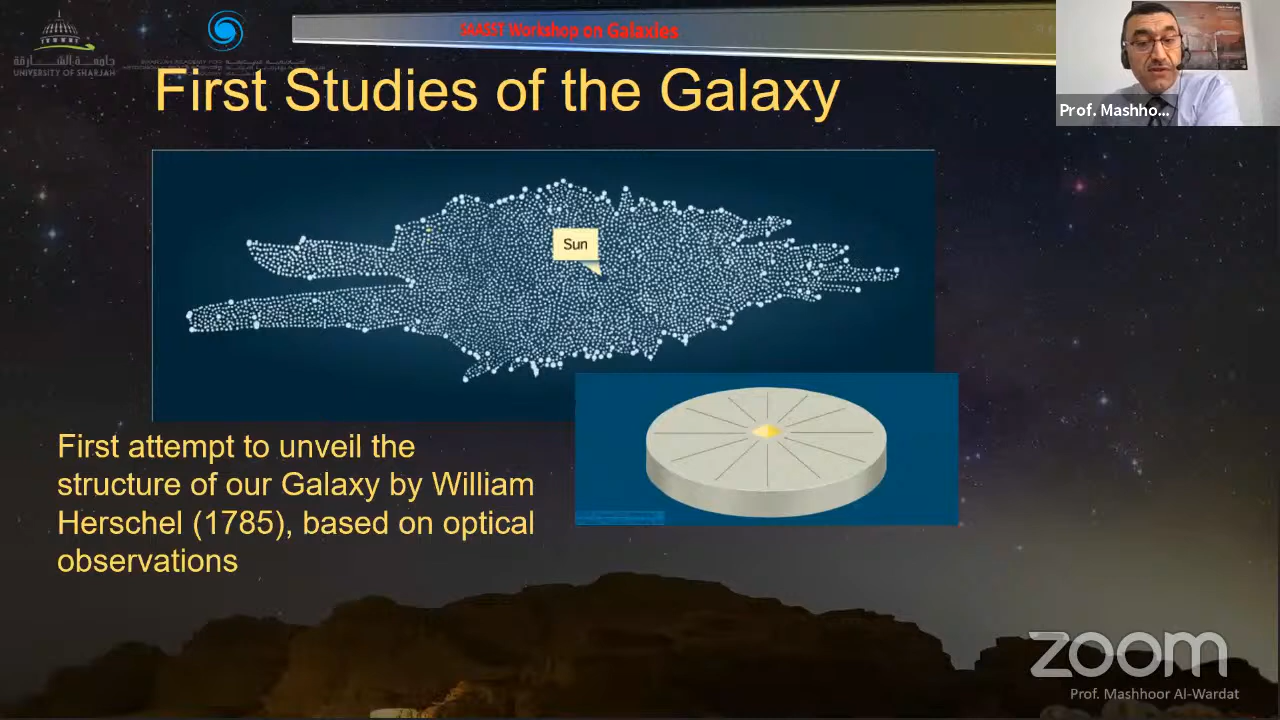 SAASST Workshop on Galaxies
جامعة الشارقة
UNIVERSITY OF SHARJAH
First Studies of the Galaxy
Prof. Mashho...
Sun
First attempt to unveil the
structure of our Galaxy by William
Herschel (1785), based on optical
observations
zoom
Prof. Mashhoor Al-Wardat